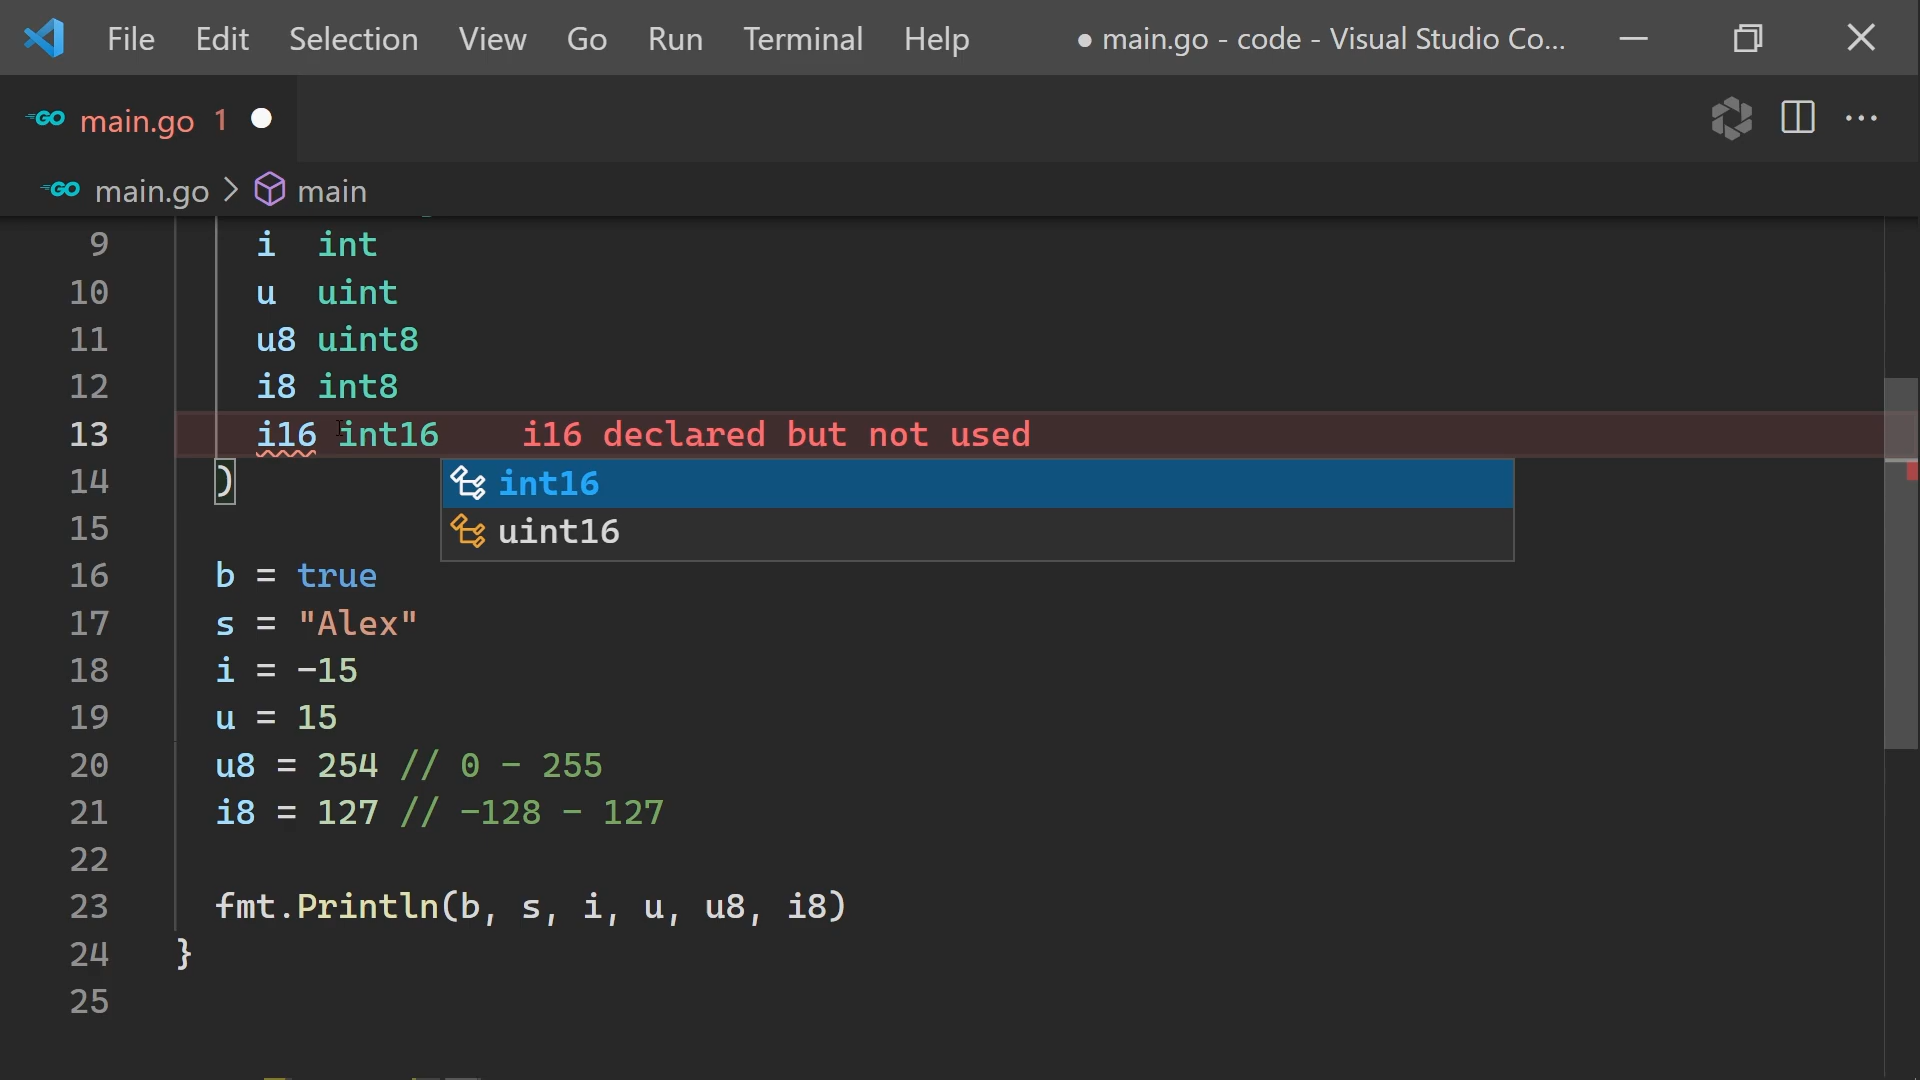 File Edit Selection View Go Run Terminal Help ● main.go - code - Visual Studio Co...
GO main.go 1
GO main.go > main
9 i int
10 u uint
11 u8 uint8
12 i8 int8
13 i16 int16 i16 declared but not used
14 )
int16
15
uint16
16 b = true
17 s = "Alex"
18 i = -15
19 u = 15
20 u8 = 254 // 0 - 255
21 i8 = 127 // -128 - 127
22
23 fmt.Println(b, s, i, u, u8, i8)
24 }
25